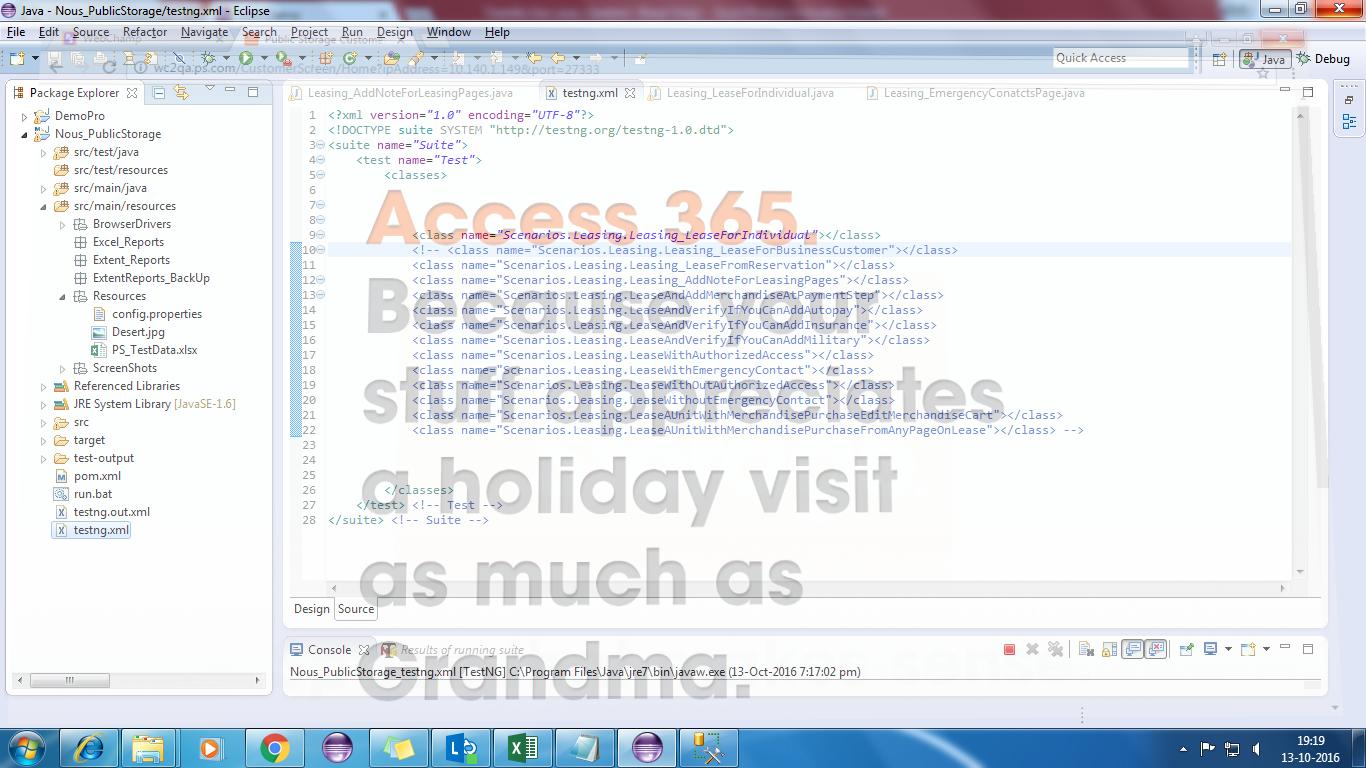 Java - Nous_PublicStorage/testng.xml - Eclipse
File Edit Source Refactor Navigate Search Project Run Design Window Help
Quick Access
Java
Debug
wc2qa.ps.com/CustomerScreen/Home?ipAddress=10.140.1.149&port=27333
Package Explorer
DemoPro
Nous_PublicStorage
src/test/java
src/test/resources
src/main/java
src/main/resources
BrowserDrivers
Excel_Reports
Extent_Reports
ExtentReports_BackUp
Resources
config.properties
Desert.jpg
PS_TestData.xlsx
ScreenShots
Referenced Libraries
JRE System Library [JavaSE-1.6]
src
target
test-output
pom.xml
run.bat
testng.out.xml
testng.xml
Leasing_AddNoteForLeasingPages.java
testng.xml
Leasing_LeaseForIndividual.java
Leasing_EmergencyConatctsPage.java
1 <?xml version="1.0" encoding="UTF-8"?>
2 <!DOCTYPE suite SYSTEM "http://testng.org/testng-1.0.dtd">
3 <suite name="Suite">
4 <test name="Test">
5 <classes>
6
7
8
9 <class name="Scenarios.Leasing.Leasing_LeaseForIndividual"></class>
10 <!-- <class name="Scenarios.Leasing.Leasing_LeaseForBusinessCustomer"></class>
11 <class name="Scenarios.Leasing.Leasing_LeaseFromReservation"></class>
12 <class name="Scenarios.Leasing.Leasing_AddNoteForLeasingPages"></class>
13 <class name="Scenarios.Leasing.LeaseAndAddMerchandiseAtPaymentStep"></class>
14 <class name="Scenarios.Leasing.LeaseAndVerifyIfYouCanAddAutopay"></class>
15 <class name="Scenarios.Leasing.LeaseAndVerifyIfYouCanAddInsurance"></class>
16 <class name="Scenarios.Leasing.LeaseAndVerifyIfYouCanAddMilitary"></class>
17 <class name="Scenarios.Leasing.LeaseWithAuthorizedAccess"></class>
18 <class name="Scenarios.Leasing.LeaseWithEmergencyContact"></class>
19 <class name="Scenarios.Leasing.LeaseWithOutAuthorizedAccess"></class>
20 <class name="Scenarios.Leasing.LeaseWithoutEmergencyContact"></class>
21 <class name="Scenarios.Leasing.LeaseAUnitWithMerchandisePurchaseEditMerchandiseCart"></class>
22 <class name="Scenarios.Leasing.LeaseAUnitWithMerchandisePurchaseFromAnyPageOnLease"></class> -->
23
24
25
26 </classes>
27 </test> <!-- Test -->
28 </suite> <!-- Suite -->
Access 365.
Because your
stuff appreciates
a holiday visit
as much as
Grandma.
Design Source
Console
Results of running suite
Nous_PublicStorage_testng.xml [TestNG] C:\Program Files\Java\jre7\bin\javaw.exe (13-Oct-2016 7:17:02 pm)
19:19
13-10-2016